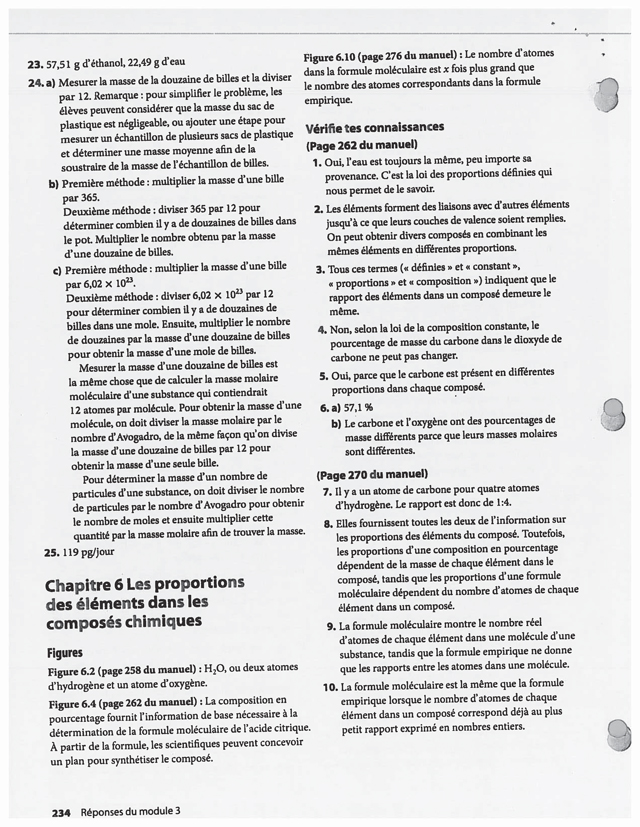 23. 57,51 g d'éthanol, 22,49 g d'eau
24. a) Mesurer la masse de la douzaine de billes et la diviser
par 12. Remarque : pour simplifier le problème, les
élèves peuvent considérer que la masse du sac de
plastique est négligeable, ou ajouter une étape pour
mesurer un échantillon de plusieurs sacs de plastique
et déterminer une masse moyenne afin de la
soustraire de la masse de l'échantillon de billes.
b) Première méthode : multiplier la masse d'une bille
par 365.
Deuxième méthode : diviser 365 par 12 pour
déterminer combien il y a de douzaines de billes dans
le pot. Multiplier le nombre obtenu par la masse
d'une douzaine de billes.
c) Première méthode : multiplier la masse d'une bille
par 6,02 × 10²³.
Deuxième méthode : diviser 6,02 × 10²³ par 12
pour déterminer combien il y a de douzaines de
billes dans une mole. Ensuite, multiplier le nombre
de douzaines par la masse d'une douzaine de billes
pour obtenir la masse d'une mole de billes.
Mesurer la masse d'une douzaine de billes est
la même chose que de calculer la masse molaire
moléculaire d'une substance qui contiendrait
12 atomes par molécule. Pour obtenir la masse d'une
molécule, on doit diviser la masse molaire par le
nombre d'Avogadro, de la même façon qu'on divise
la masse d'une douzaine de billes par 12 pour
obtenir la masse d'une seule bille.
Pour déterminer la masse d'un nombre de
particules d'une substance, on doit diviser le nombre
de particules par le nombre d'Avogadro pour obtenir
le nombre de moles et ensuite multiplier cette
quantité par la masse molaire afin de trouver la masse.
25. 119 pg/jour
Chapitre 6 Les proportions
des éléments dans les
composés chimiques
Figures
Figure 6.2 (page 258 du manuel) : H₂O, ou deux atomes
d'hydrogène et un atome d'oxygène.
Figure 6.4 (page 262 du manuel) : La composition en
pourcentage fournit l'information de base nécessaire à la
détermination de la formule moléculaire de l'acide citrique.
À partir de la formule, les scientifiques peuvent concevoir
un plan pour synthétiser le composé.
Figure 6.10 (page 276 du manuel) : Le nombre d'atomes
dans la formule moléculaire est x fois plus grand que
le nombre des atomes correspondants dans la formule
empirique.
Vérifie tes connaissances
(Page 262 du manuel)
1. Oui, l'eau est toujours la même, peu importe sa
provenance. C'est la loi des proportions définies qui
nous permet de le savoir.
2. Les éléments forment des liaisons avec d'autres éléments
jusqu'à ce que leurs couches de valence soient remplies.
On peut obtenir divers composés en combinant les
mêmes éléments en différentes proportions.
3. Tous ces termes (« définies » et « constant »,
« proportions » et « composition ») indiquent que le
rapport des éléments dans un composé demeure le
même.
4. Non, selon la loi de la composition constante, le
pourcentage de masse du carbone dans le dioxyde de
carbone ne peut pas changer.
5. Oui, parce que le carbone est présent en différentes
proportions dans chaque composé.
6. a) 57,1 %
b) Le carbone et l'oxygène ont des pourcentages de
masse différents parce que leurs masses molaires
sont différentes.
(Page 270 du manuel)
7. Il y a un atome de carbone pour quatre atomes
d'hydrogène. Le rapport est donc de 1:4.
8. Elles fournissent toutes les deux de l'information sur
les proportions des éléments du composé. Toutefois,
les proportions d'une composition en pourcentage
dépendent de la masse de chaque élément dans le
composé, tandis que les proportions d'une formule
moléculaire dépendent du nombre d'atomes de chaque
élément dans un composé.
9. La formule moléculaire montre le nombre réel
d'atomes de chaque élément dans une molécule d'une
substance, tandis que la formule empirique ne donne
que les rapports entre les atomes dans une molécule.
10. La formule moléculaire est la même que la formule
empirique lorsque le nombre d'atomes de chaque
élément dans un composé correspond déjà au plus
petit rapport exprimé en nombres entiers.
234 Réponses du module 3